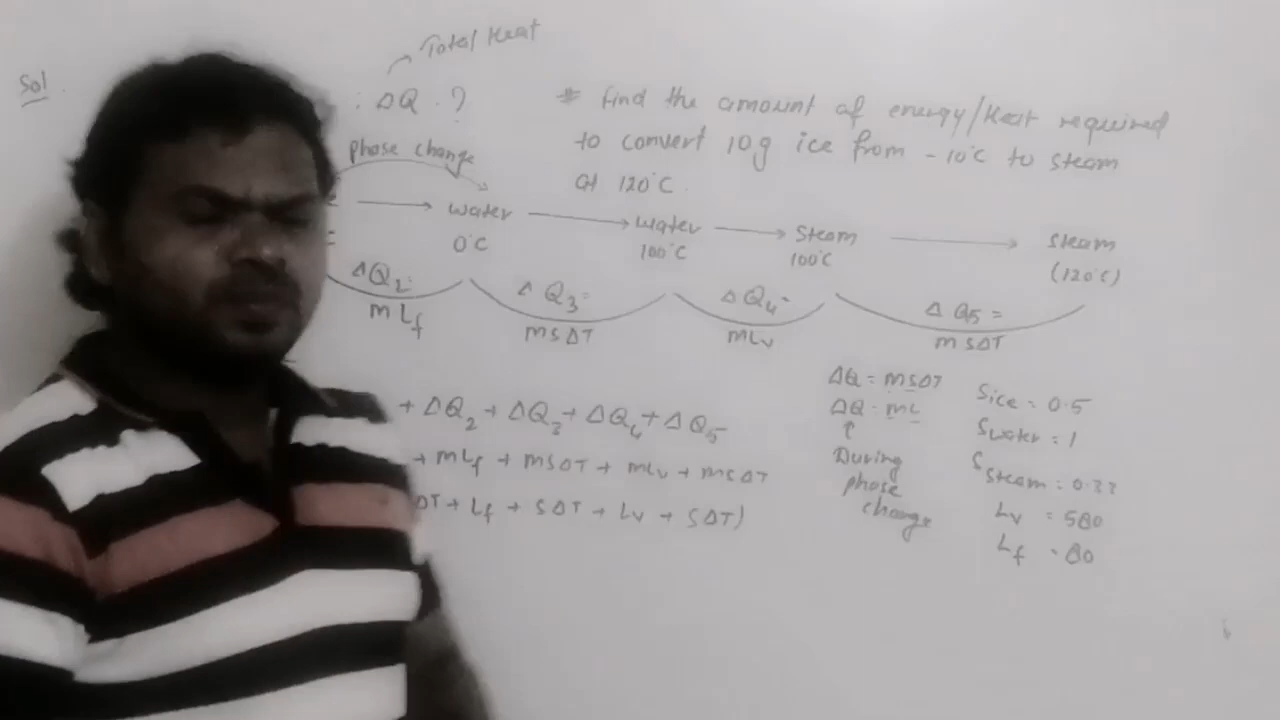 Total Heat
Sol.
: ΔQ . ?
# Find the amount of energy/Heat required
to convert 10g ice from -10°C to steam
at 120°C.
phase change
→ water → water → Steam → steam
0°C 100°C 100°C (120°C)
ΔQ2= ΔQ3= ΔQ4= ΔQ5=
mLf msΔT mLv msΔT
+ ΔQ2 + ΔQ3 + ΔQ4 + ΔQ5
+ mLf + msΔT + mLv + msΔT
ΔT + Lf + sΔT + Lv + sΔT)
ΔQ = msΔT
ΔQ = mL
↑
During
phase
change
Sice = 0.5
Swater = 1
Ssteam = 0.33
Lv = 580
Lf = 80